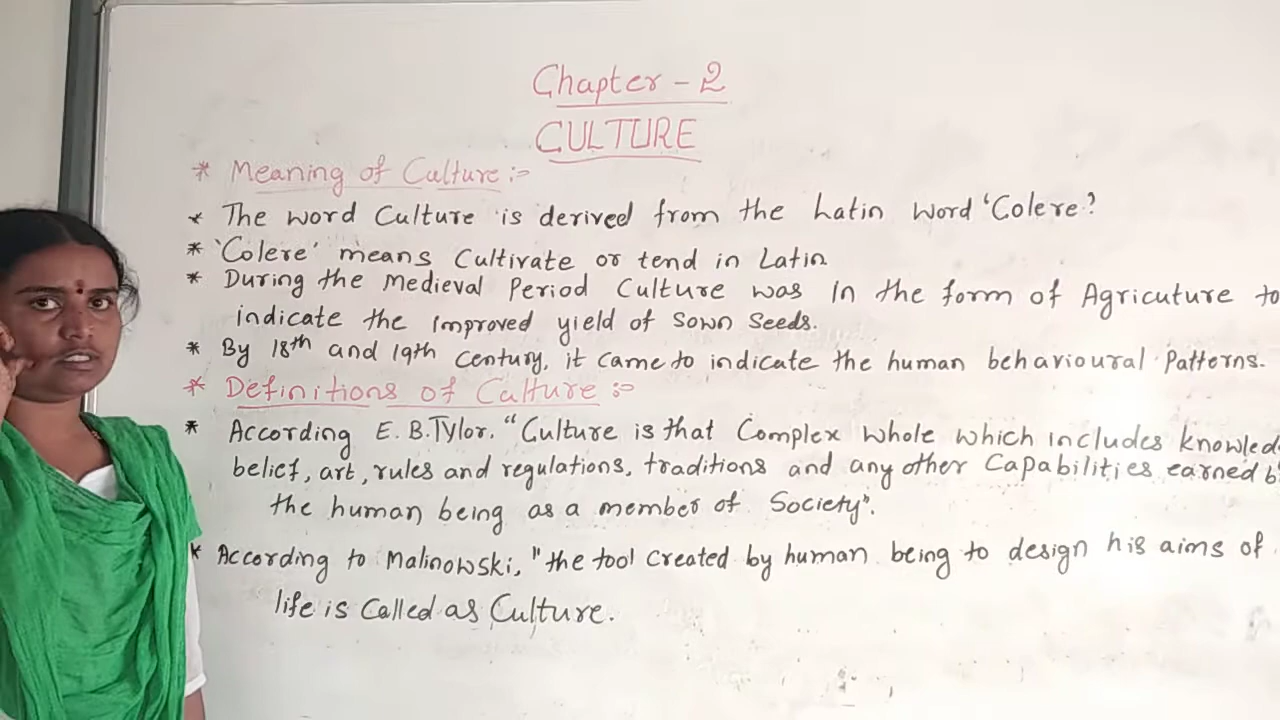 Chapter - 2
CULTURE
* Meaning of Culture :-
* The word Culture is derived from the Latin word 'Colere'.
* 'Colere' means Cultivate or tend in Latin
* During the Medieval Period Culture was in the form of Agricuture to
indicate the improved yield of sown seeds.
* By 18th and 19th Century, it came to indicate the human behavioural Patterns.
* Definitions of Culture :-
* According E. B. Tylor. "Culture is that Complex whole which includes
belief, art, rules and regulations, traditions and any other Capabilities earned
the human being as a member of Society".
* According to Malinowski, "the tool created by human being to design his aims of
life is called as Culture.